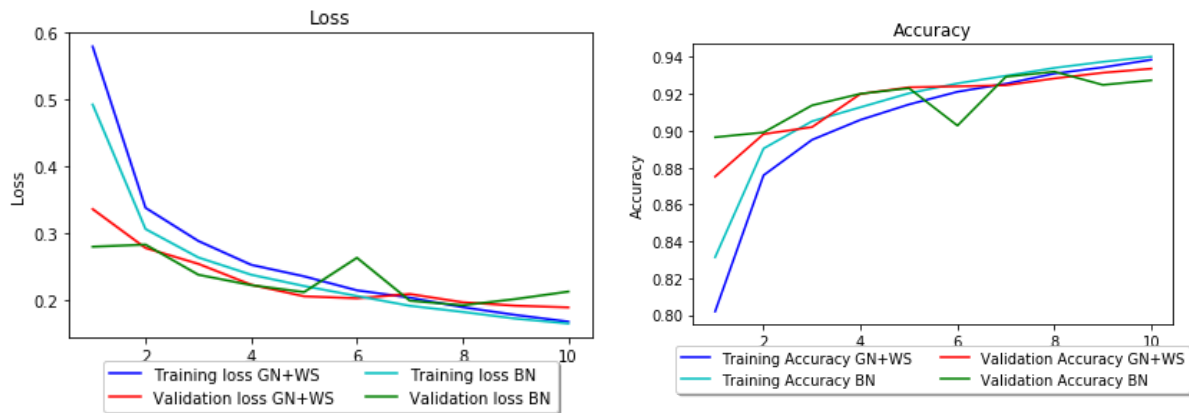 Loss
0.6
0.5
0.4
0.3
0.2
Loss
2
4
6
8
10
Training loss GN+WS
Training loss BN
Validation loss GN+WS
Validation loss BN
Accuracy
0.94
0.92
0.90
0.88
0.86
0.84
0.82
0.80
Accuracy
2
4
6
8
10
Training Accuracy GN+WS
Validation Accuracy GN+WS
Training Accuracy BN
Validation Accuracy BN